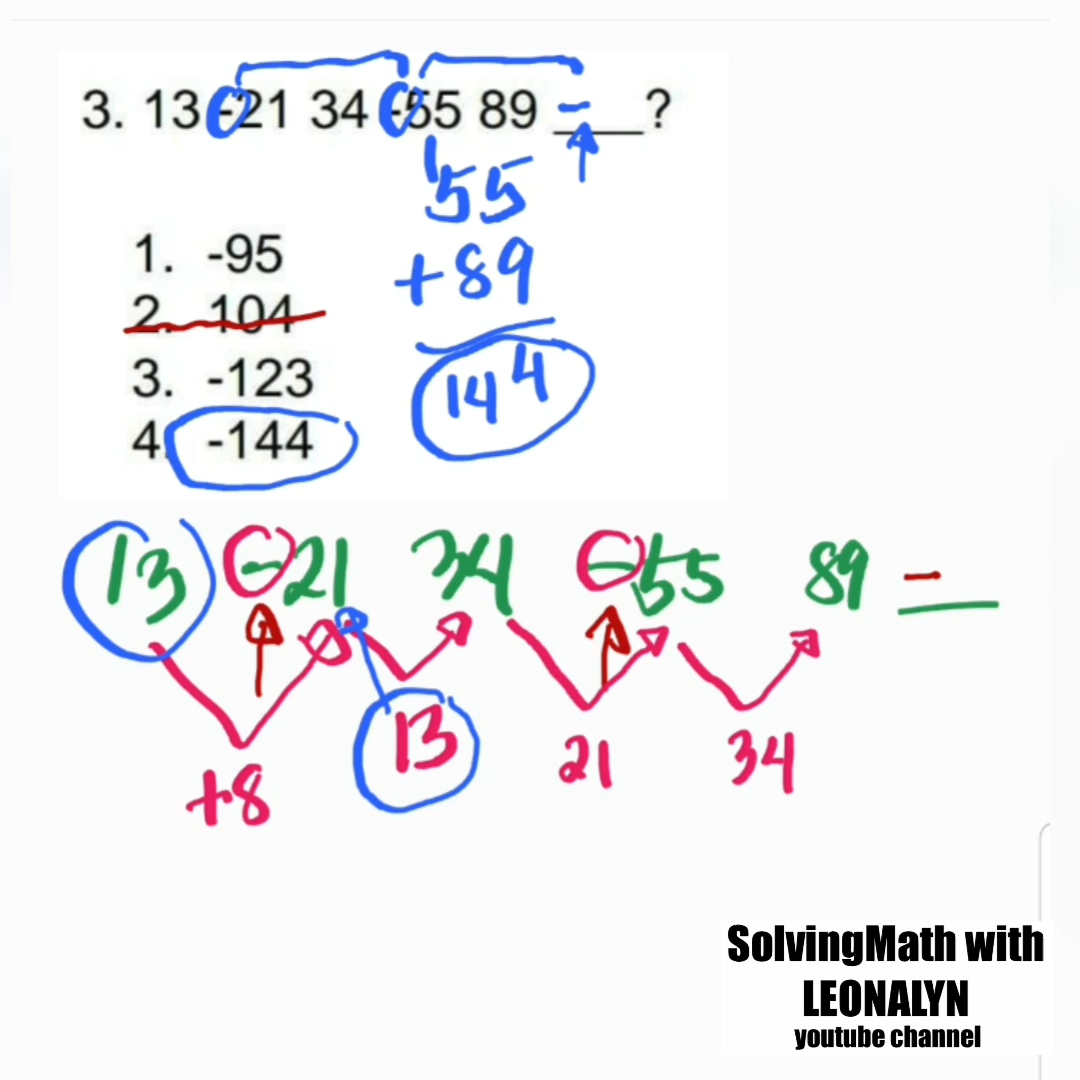 3. 13 -21 34 -55 89 - ___?
1. -95
2. 104
3. -123
4. -144
1
55
+89
144
13 -21 34 -55 89 -
+8 13 21 34
SolvingMath with
LEONALYN
youtube channel